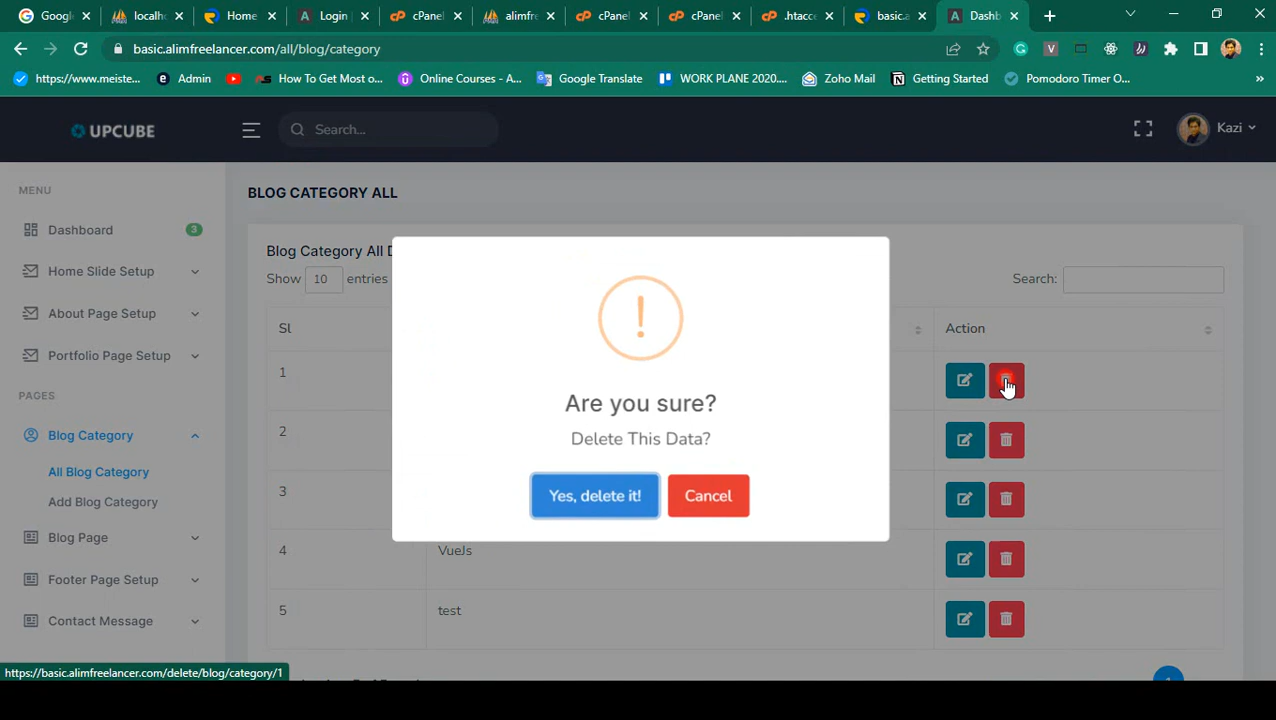 Googl
localh
Home
Login |
cPanel
alimfre
cPanel
cPanel
.htacce
basic.a
Dashb
basic.alimfreelancer.com/all/blog/category
https://www.meiste...
Admin
How To Get Most o...
Online Courses - A...
Google Translate
WORK PLANE 2020....
Zoho Mail
Getting Started
Pomodoro Timer O...
»
UPCUBE
Search...
Kazi
MENU
Dashboard
3
Home Slide Setup
About Page Setup
Portfolio Page Setup
PAGES
Blog Category
All Blog Category
Add Blog Category
Blog Page
Footer Page Setup
Contact Message
BLOG CATEGORY ALL
Blog Category All D
Show 10 entries
Search:
Sl
Action
1
2
3
4 VueJs
5 test
Are you sure?
Delete This Data?
Yes, delete it!
Cancel
https://basic.alimfreelancer.com/delete/blog/category/1